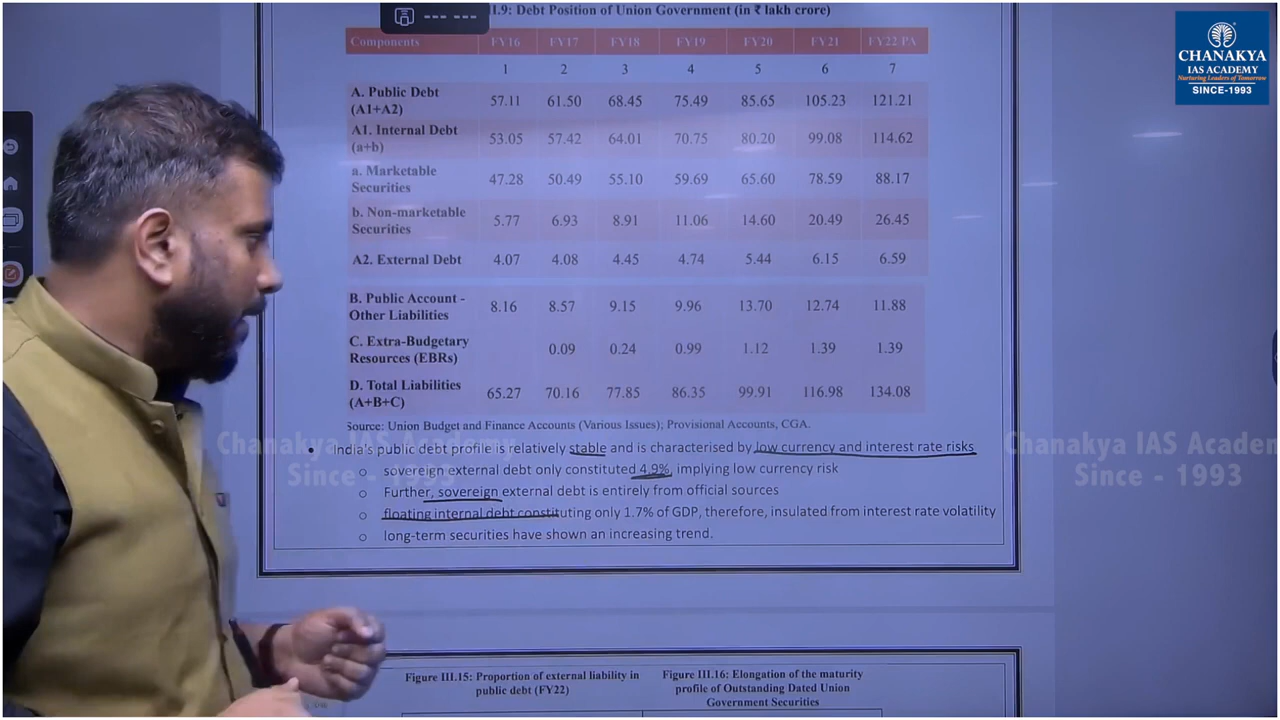 I.9: Debt Position of Union Government (in ₹ lakh crore)
Components FY16 FY17 FY18 FY19 FY20 FY21 FY22 PA
1 2 3 4 5 6 7
A. Public Debt (A1+A2) 57.11 61.50 68.45 75.49 85.65 105.23 121.21
A1. Internal Debt (a+b) 53.05 57.42 64.01 70.75 80.20 99.08 114.62
a. Marketable Securities 47.28 50.49 55.10 59.69 65.60 78.59 88.17
b. Non-marketable Securities 5.77 6.93 8.91 11.06 14.60 20.49 26.45
A2. External Debt 4.07 4.08 4.45 4.74 5.44 6.15 6.59
B. Public Account - Other Liabilities 8.16 8.57 9.15 9.96 13.70 12.74 11.88
C. Extra-Budgetary Resources (EBRs) 0.09 0.24 0.99 1.12 1.39 1.39
D. Total Liabilities (A+B+C) 65.27 70.16 77.85 86.35 99.91 116.98 134.08
Source: Union Budget and Finance Accounts (Various Issues); Provisional Accounts, CGA.
• India's public debt profile is relatively stable and is characterised by low currency and interest rate risks
o sovereign external debt only constituted 4.9%, implying low currency risk
o Further, sovereign external debt is entirely from official sources
o floating internal debt constituting only 1.7% of GDP, therefore, insulated from interest rate volatility
o long-term securities have shown an increasing trend.
Figure III.15: Proportion of external liability in
public debt (FY22)
Figure III.16: Elongation of the maturity
profile of Outstanding Dated Union
Government Securities
CHANAKYA
IAS ACADEMY
Nurturing Leaders of Tomorrow
SINCE-1993
Chanakya IAS Academy
Since - 1993
Chanakya IAS Academ
Since - 1993